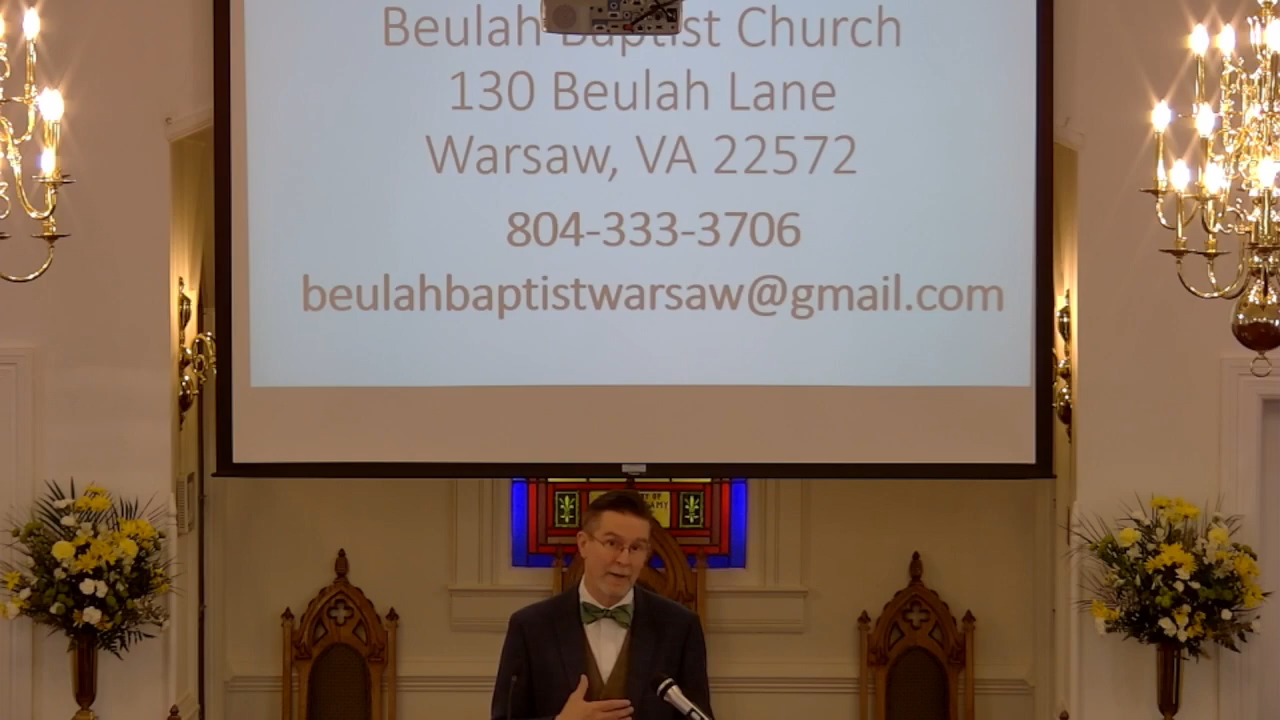 Beulah Baptist Church
130 Beulah Lane
Warsaw, VA 22572
804-333-3706
beulahbaptistwarsaw@gmail.com